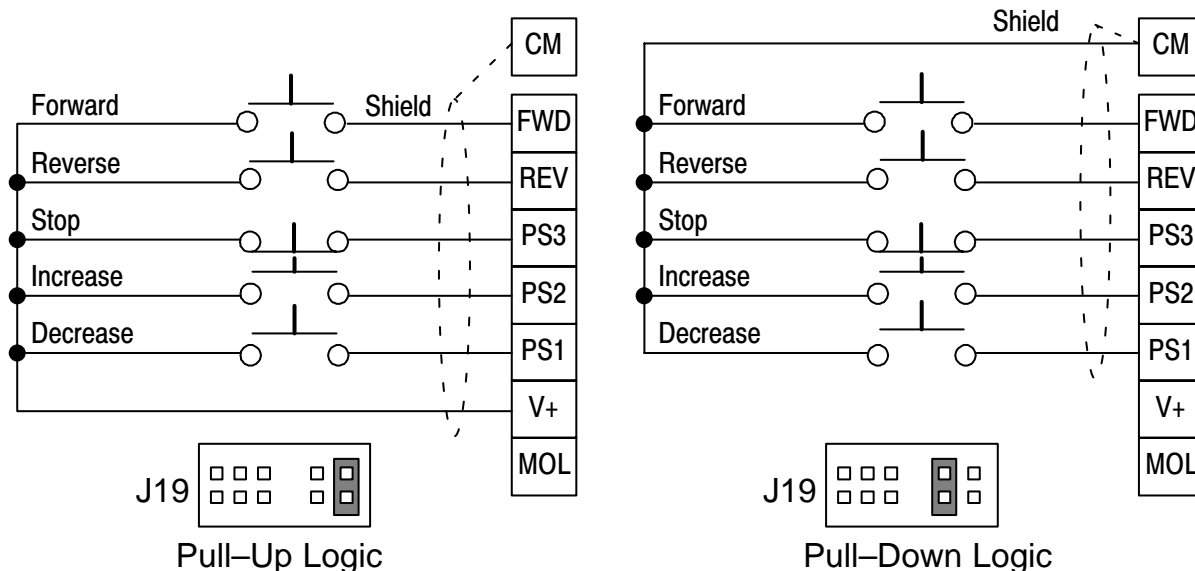 CM
Forward
Shield
FWD
Reverse
REV
Stop
PS3
Increase
PS2
Decrease
PS1
V+
MOL
J19
Pull–Up Logic
Shield
CM
Forward
FWD
Reverse
REV
Stop
PS3
Increase
PS2
Decrease
PS1
V+
MOL
J19
Pull–Down Logic